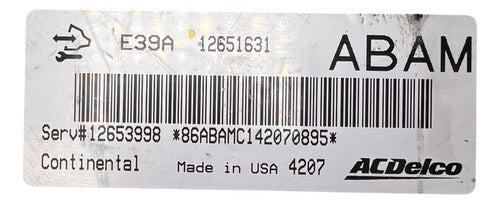 E39A 12651631 ABAM
Serv#12653998 *86ABAMC142070895*
Continental Made in USA 4207 ACDelco